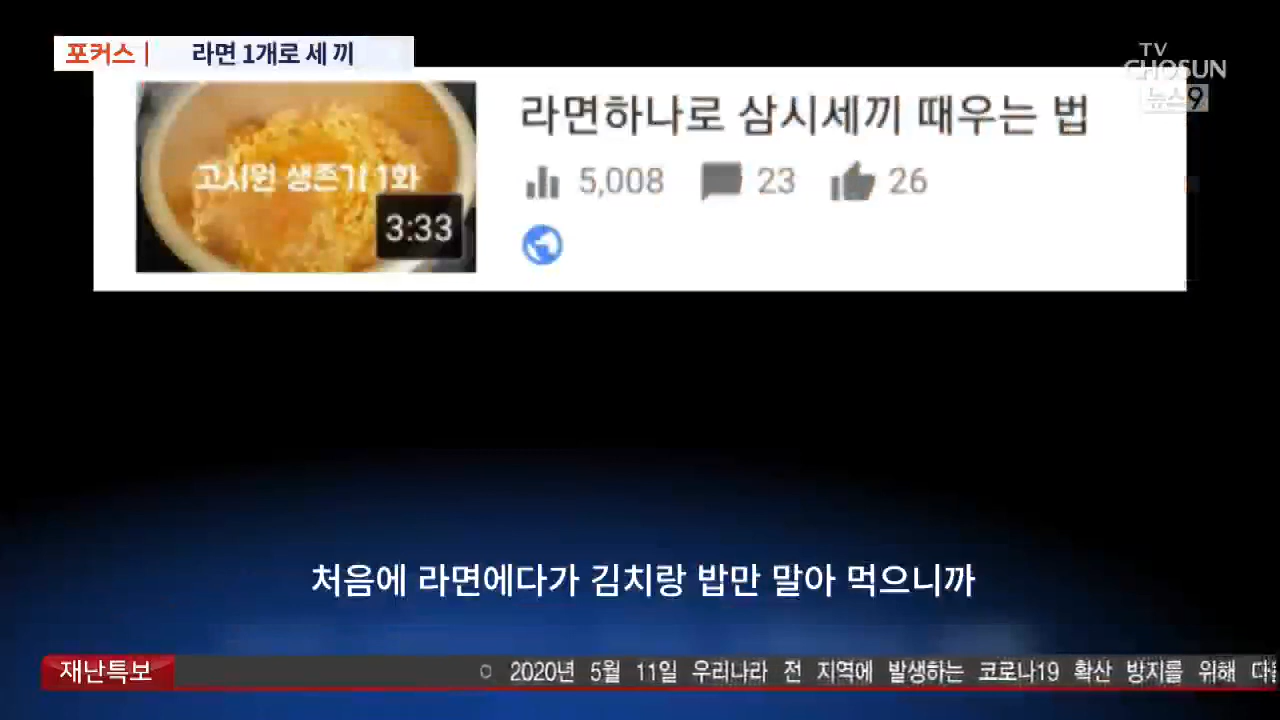 포커스 | 라면 1개로 세 끼
TV
CHOSUN
뉴스9
라면하나로 삼시세끼 때우는 법
고시원 생존기 1화
3:33
5,008 23 26
처음에 라면에다가 김치랑 밥만 말아 먹으니까
재난특보 ○ 2020년 5월 11일 우리나라 전 지역에 발생하는 코로나19 확산 방지를 위해